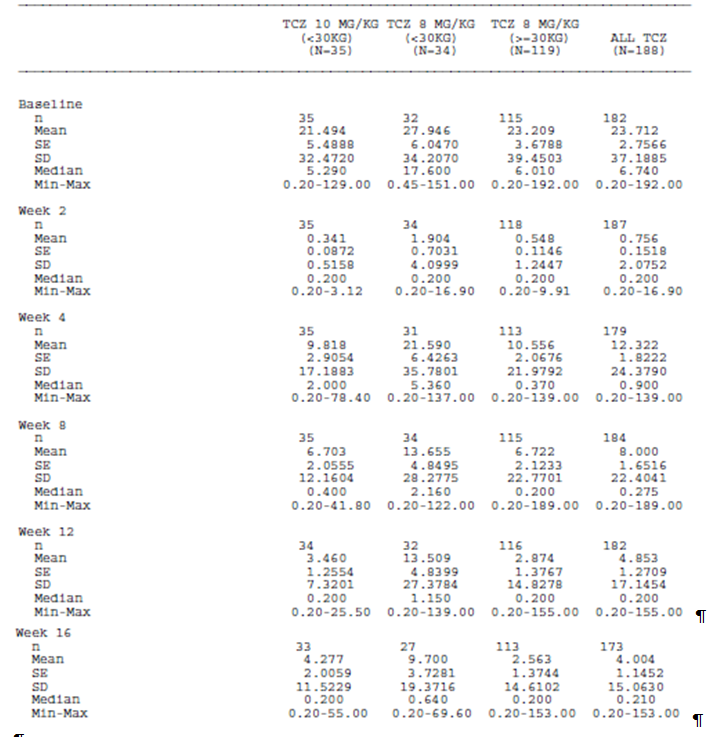 TCZ 10 MG/KG TCZ 8 MG/KG TCZ 8 MG/KG
(<30KG) (<30KG) (>=30KG) ALL TCZ
(N=35) (N=34) (N=119) (N=188)
Baseline
n 35 32 115 182
Mean 21.494 27.946 23.209 23.712
SE 5.4888 6.0470 3.6788 2.7566
SD 32.4720 34.2070 39.4503 37.1885
Median 5.290 17.600 6.010 6.740
Min-Max 0.20-129.00 0.45-151.00 0.20-192.00 0.20-192.00
Week 2
n 35 34 118 187
Mean 0.341 1.904 0.548 0.756
SE 0.0872 0.7031 0.1146 0.1518
SD 0.5158 4.0999 1.2447 2.0752
Median 0.200 0.200 0.200 0.200
Min-Max 0.20-3.12 0.20-16.90 0.20-9.91 0.20-16.90
Week 4
n 35 31 113 179
Mean 9.818 21.590 10.556 12.322
SE 2.9054 6.4263 2.0676 1.8222
SD 17.1883 35.7801 21.9792 24.3790
Median 2.000 5.360 0.370 0.900
Min-Max 0.20-78.40 0.20-137.00 0.20-139.00 0.20-139.00
Week 8
n 35 34 115 184
Mean 6.703 13.655 6.722 8.000
SE 2.0555 4.8495 2.1233 1.6516
SD 12.1604 28.2775 22.7701 22.4041
Median 0.400 2.160 0.200 0.275
Min-Max 0.20-41.80 0.20-122.00 0.20-189.00 0.20-189.00
Week 12
n 34 32 116 182
Mean 3.460 13.509 2.874 4.853
SE 1.2554 4.8399 1.3767 1.2709
SD 7.3201 27.3784 14.8278 17.1454
Median 0.200 1.150 0.200 0.200
Min-Max 0.20-25.50 0.20-139.00 0.20-155.00 0.20-155.00 ¶
Week 16
n 33 27 113 173
Mean 4.277 9.700 2.563 4.004
SE 2.0059 3.7281 1.3744 1.1452
SD 11.5229 19.3716 14.6102 15.0630
Median 0.200 0.640 0.200 0.210
Min-Max 0.20-55.00 0.20-69.60 0.20-153.00 0.20-153.00 ¶
¶